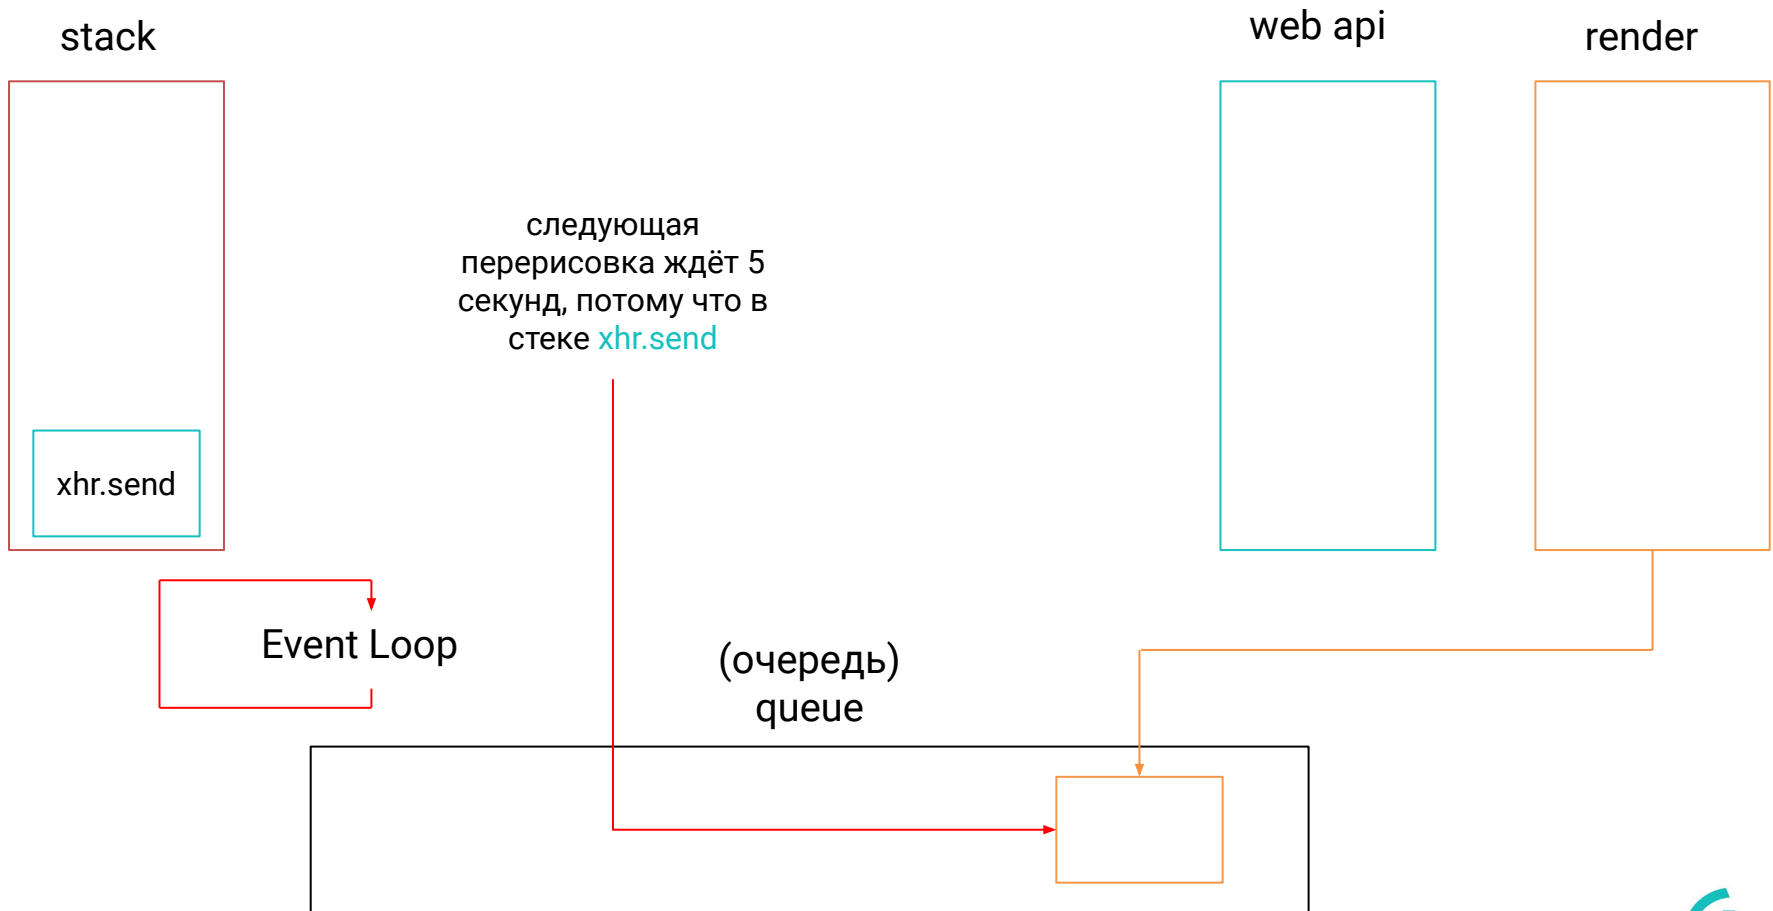 stack
web api
render
следующая
перерисовка ждёт 5
секунд, потому что в
стеке xhr.send
xhr.send
Event Loop
(очередь)
queue